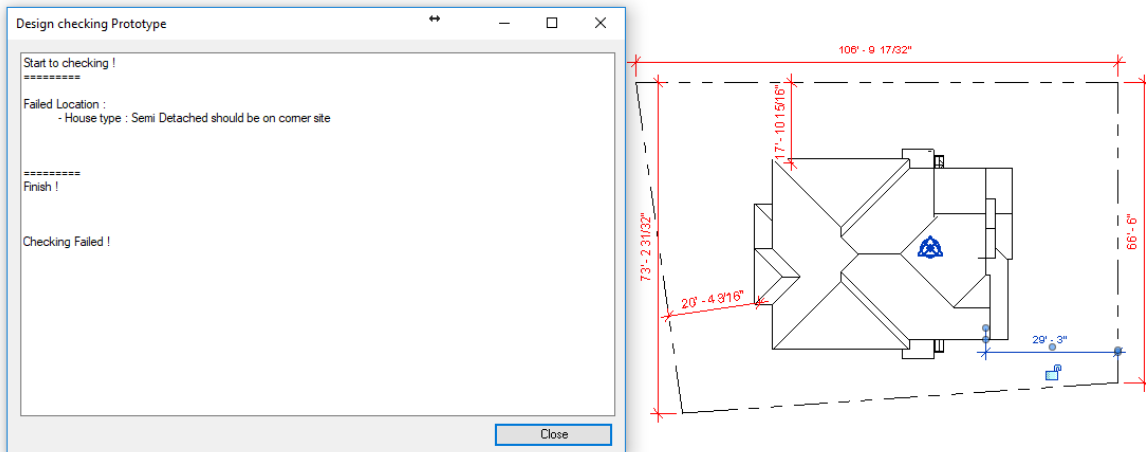 Design checking Prototype
Start to checking !
=========
Failed Location :
- House type : Semi Detached should be on corner site
=========
Finish !
Checking Failed !
Close
106' - 9 17/32"
17' - 10 15/16"
73' - 2 31/32"
66' - 6"
20' - 4 9/16"
29' - 3"